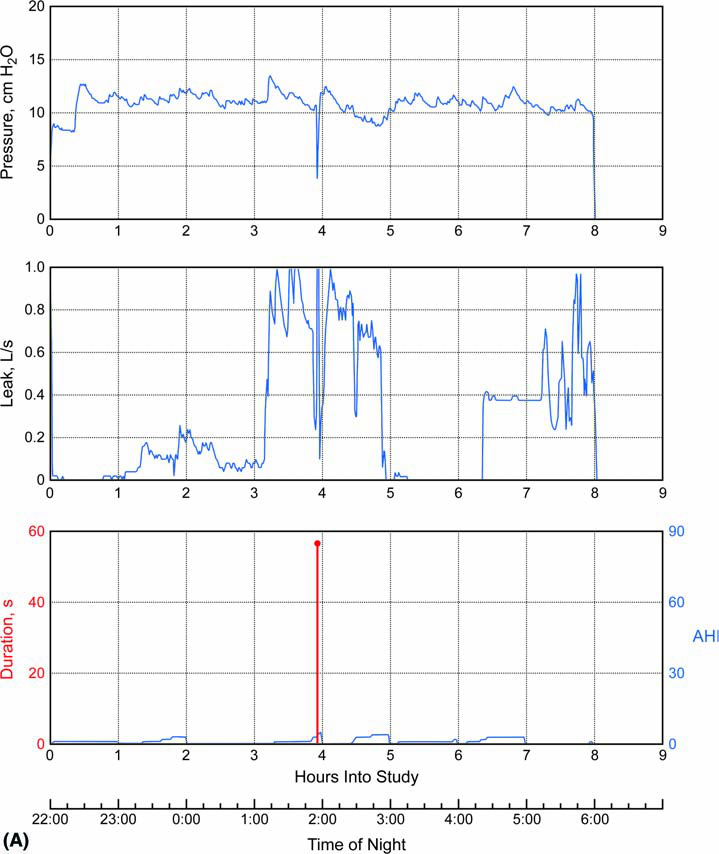 Pressure, cm H2O
20
15
10
5
0
0 1 2 3 4 5 6 7 8 9
Leak, L/s
1.0
0.8
0.6
0.4
0.2
0
0 1 2 3 4 5 6 7 8 9
Duration, s
60 90
40 60
AHI
20 30
0 0
0 1 2 3 4 5 6 7 8 9
Hours Into Study
22:00 23:00 0:00 1:00 2:00 3:00 4:00 5:00 6:00
(A) Time of Night